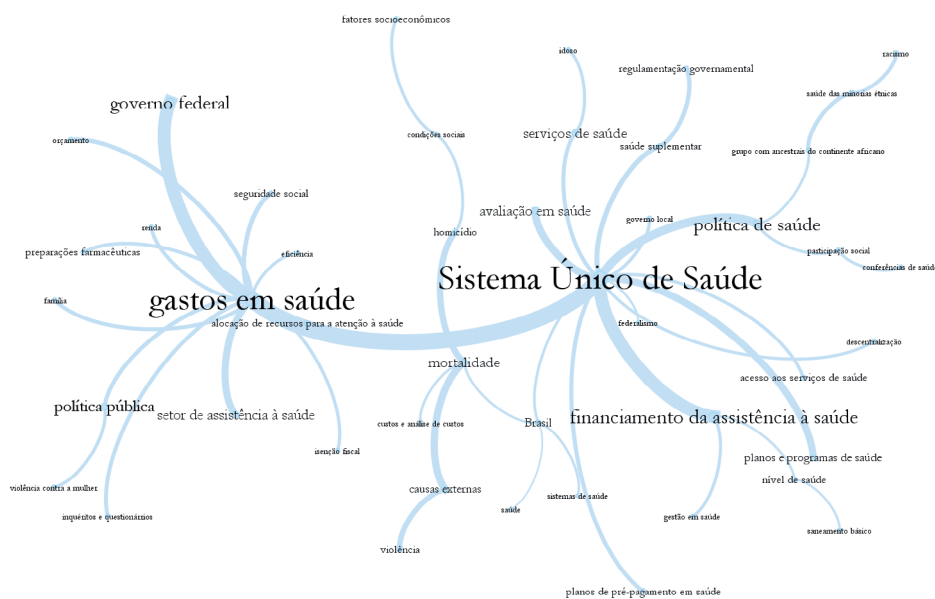 fatores socioeconômicos
idoso
racismo
regulamentação governamental
saúde das minorias étnicas
governo federal
condições sociais
serviços de saúde
orçamento
saúde suplementar
grupo com ancestrais do continente africano
seguridade social
avaliação em saúde
governo local
política de saúde
renda
homicídio
preparações farmacêuticas
eficiência
participação social
conferências de saúde
Sistema Único de Saúde
família
gastos em saúde
alocação de recursos para a atenção à saúde
federalismo
descentralização
mortalidade
acesso aos serviços de saúde
política pública
setor de assistência à saúde
custos e análise de custos
Brasil
financiamento da assistência à saúde
isenção fiscal
planos e programas de saúde
nível de saúde
violência contra a mulher
causas externas
sistemas de saúde
saúde
inquéritos e questionários
gestão em saúde
saneamento básico
violência
planos de pré-pagamento em saúde